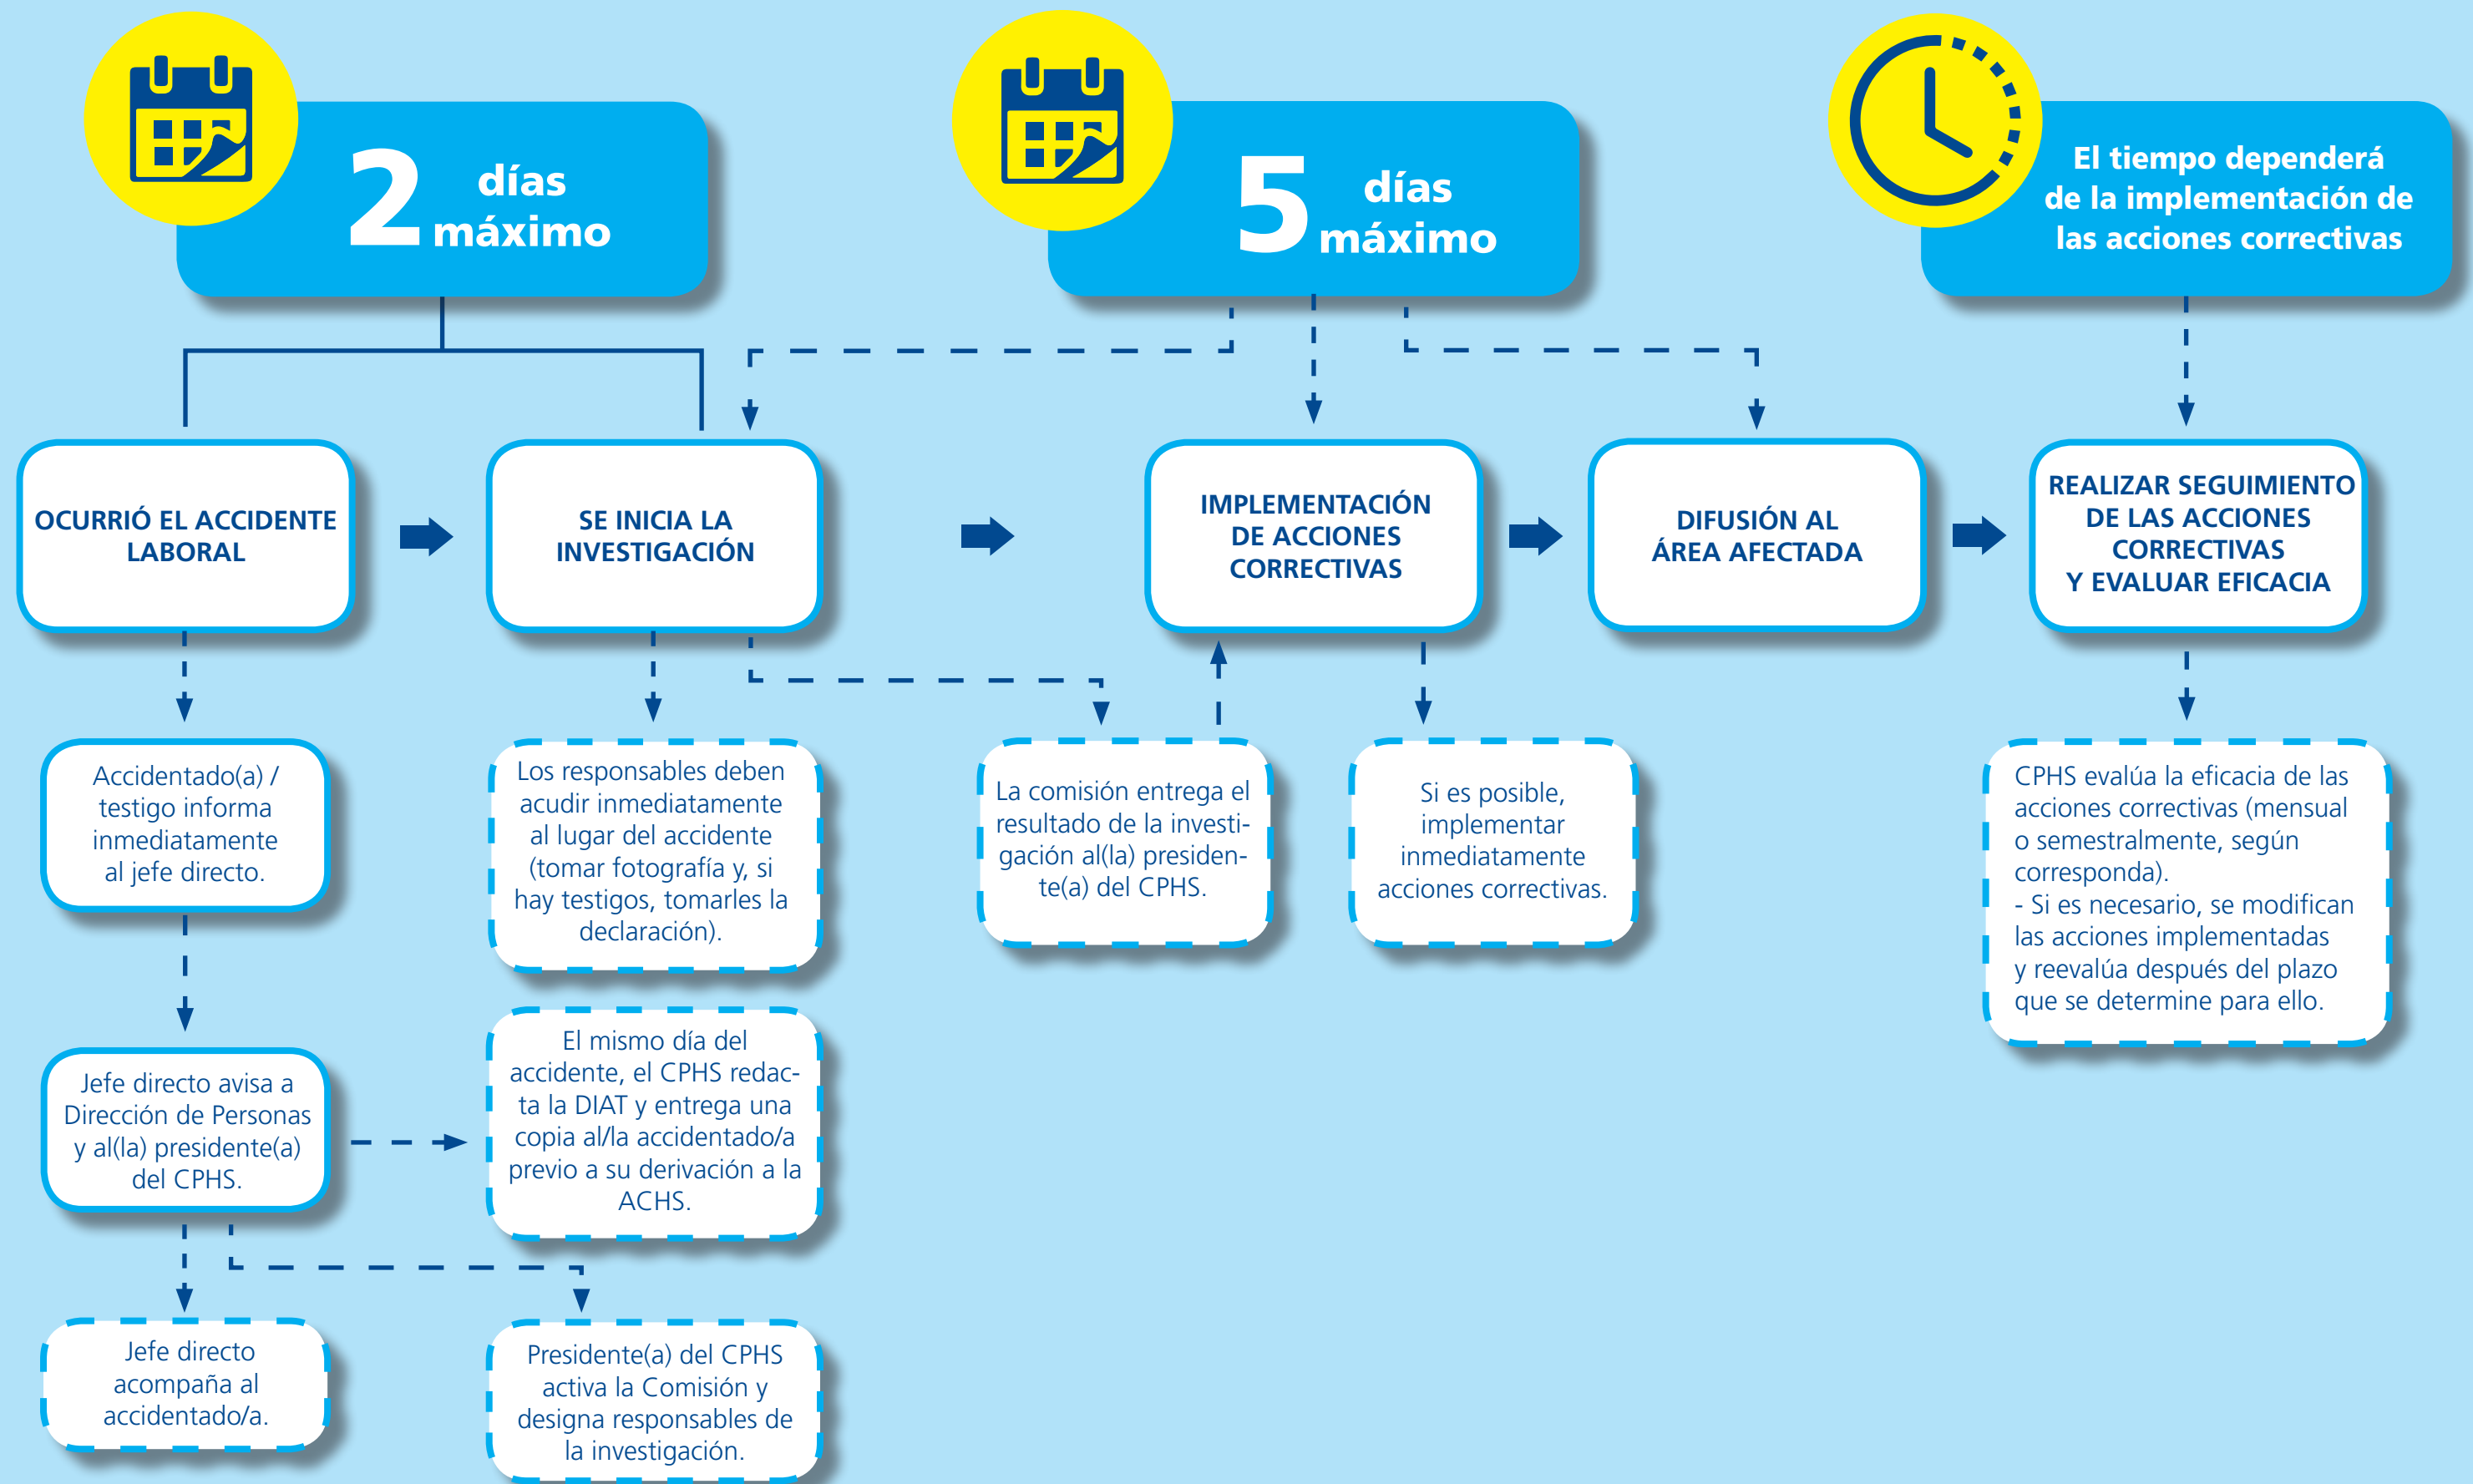 2 días
máximo
5 días
máximo
El tiempo dependerá
de la implementación de
las acciones correctivas
OCURRIÓ EL ACCIDENTE
LABORAL
SE INICIA LA
INVESTIGACIÓN
IMPLEMENTACIÓN
DE ACCIONES
CORRECTIVAS
DIFUSIÓN AL
ÁREA AFECTADA
REALIZAR SEGUIMIENTO
DE LAS ACCIONES
CORRECTIVAS
Y EVALUAR EFICACIA
Accidentado(a) /
testigo informa
inmediatamente
al jefe directo.
Los responsables deben
acudir inmediatamente
al lugar del accidente
(tomar fotografía y, si
hay testigos, tomarles la
declaración).
La comisión entrega el
resultado de la investi-
gación al(la) presiden-
te(a) del CPHS.
Si es posible,
implementar
inmediatamente
acciones correctivas.
CPHS evalúa la eficacia de las
acciones correctivas (mensual
o semestralmente, según
corresponda).
- Si es necesario, se modifican
las acciones implementadas
y reevalúa después del plazo
que se determine para ello.
Jefe directo avisa a
Dirección de Personas
y al(la) presidente(a)
del CPHS.
El mismo día del
accidente, el CPHS redac-
ta la DIAT y entrega una
copia al/la accidentado/a
previo a su derivación a la
ACHS.
Jefe directo
acompaña al
accidentado/a.
Presidente(a) del CPHS
activa la Comisión y
designa responsables de
la investigación.